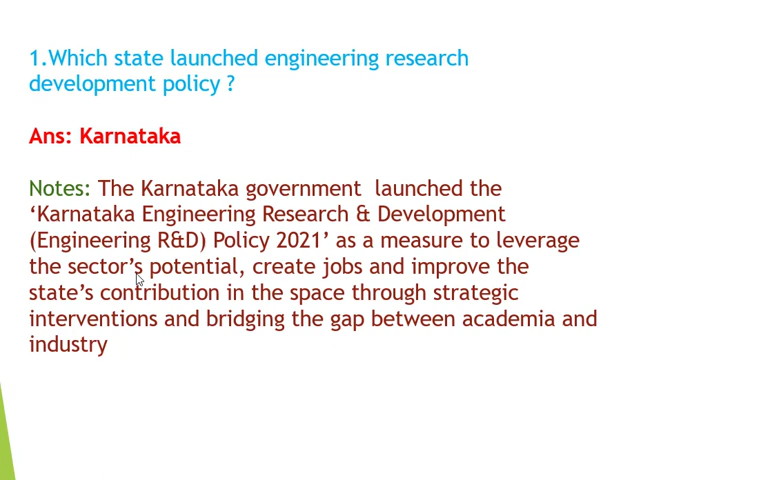 1.Which state launched engineering research
development policy ?
Ans: Karnataka
Notes: The Karnataka government  launched the
‘Karnataka Engineering Research & Development
(Engineering R&D) Policy 2021’ as a measure to leverage
the sector’s potential, create jobs and improve the
state’s contribution in the space through strategic
interventions and bridging the gap between academia and
industry